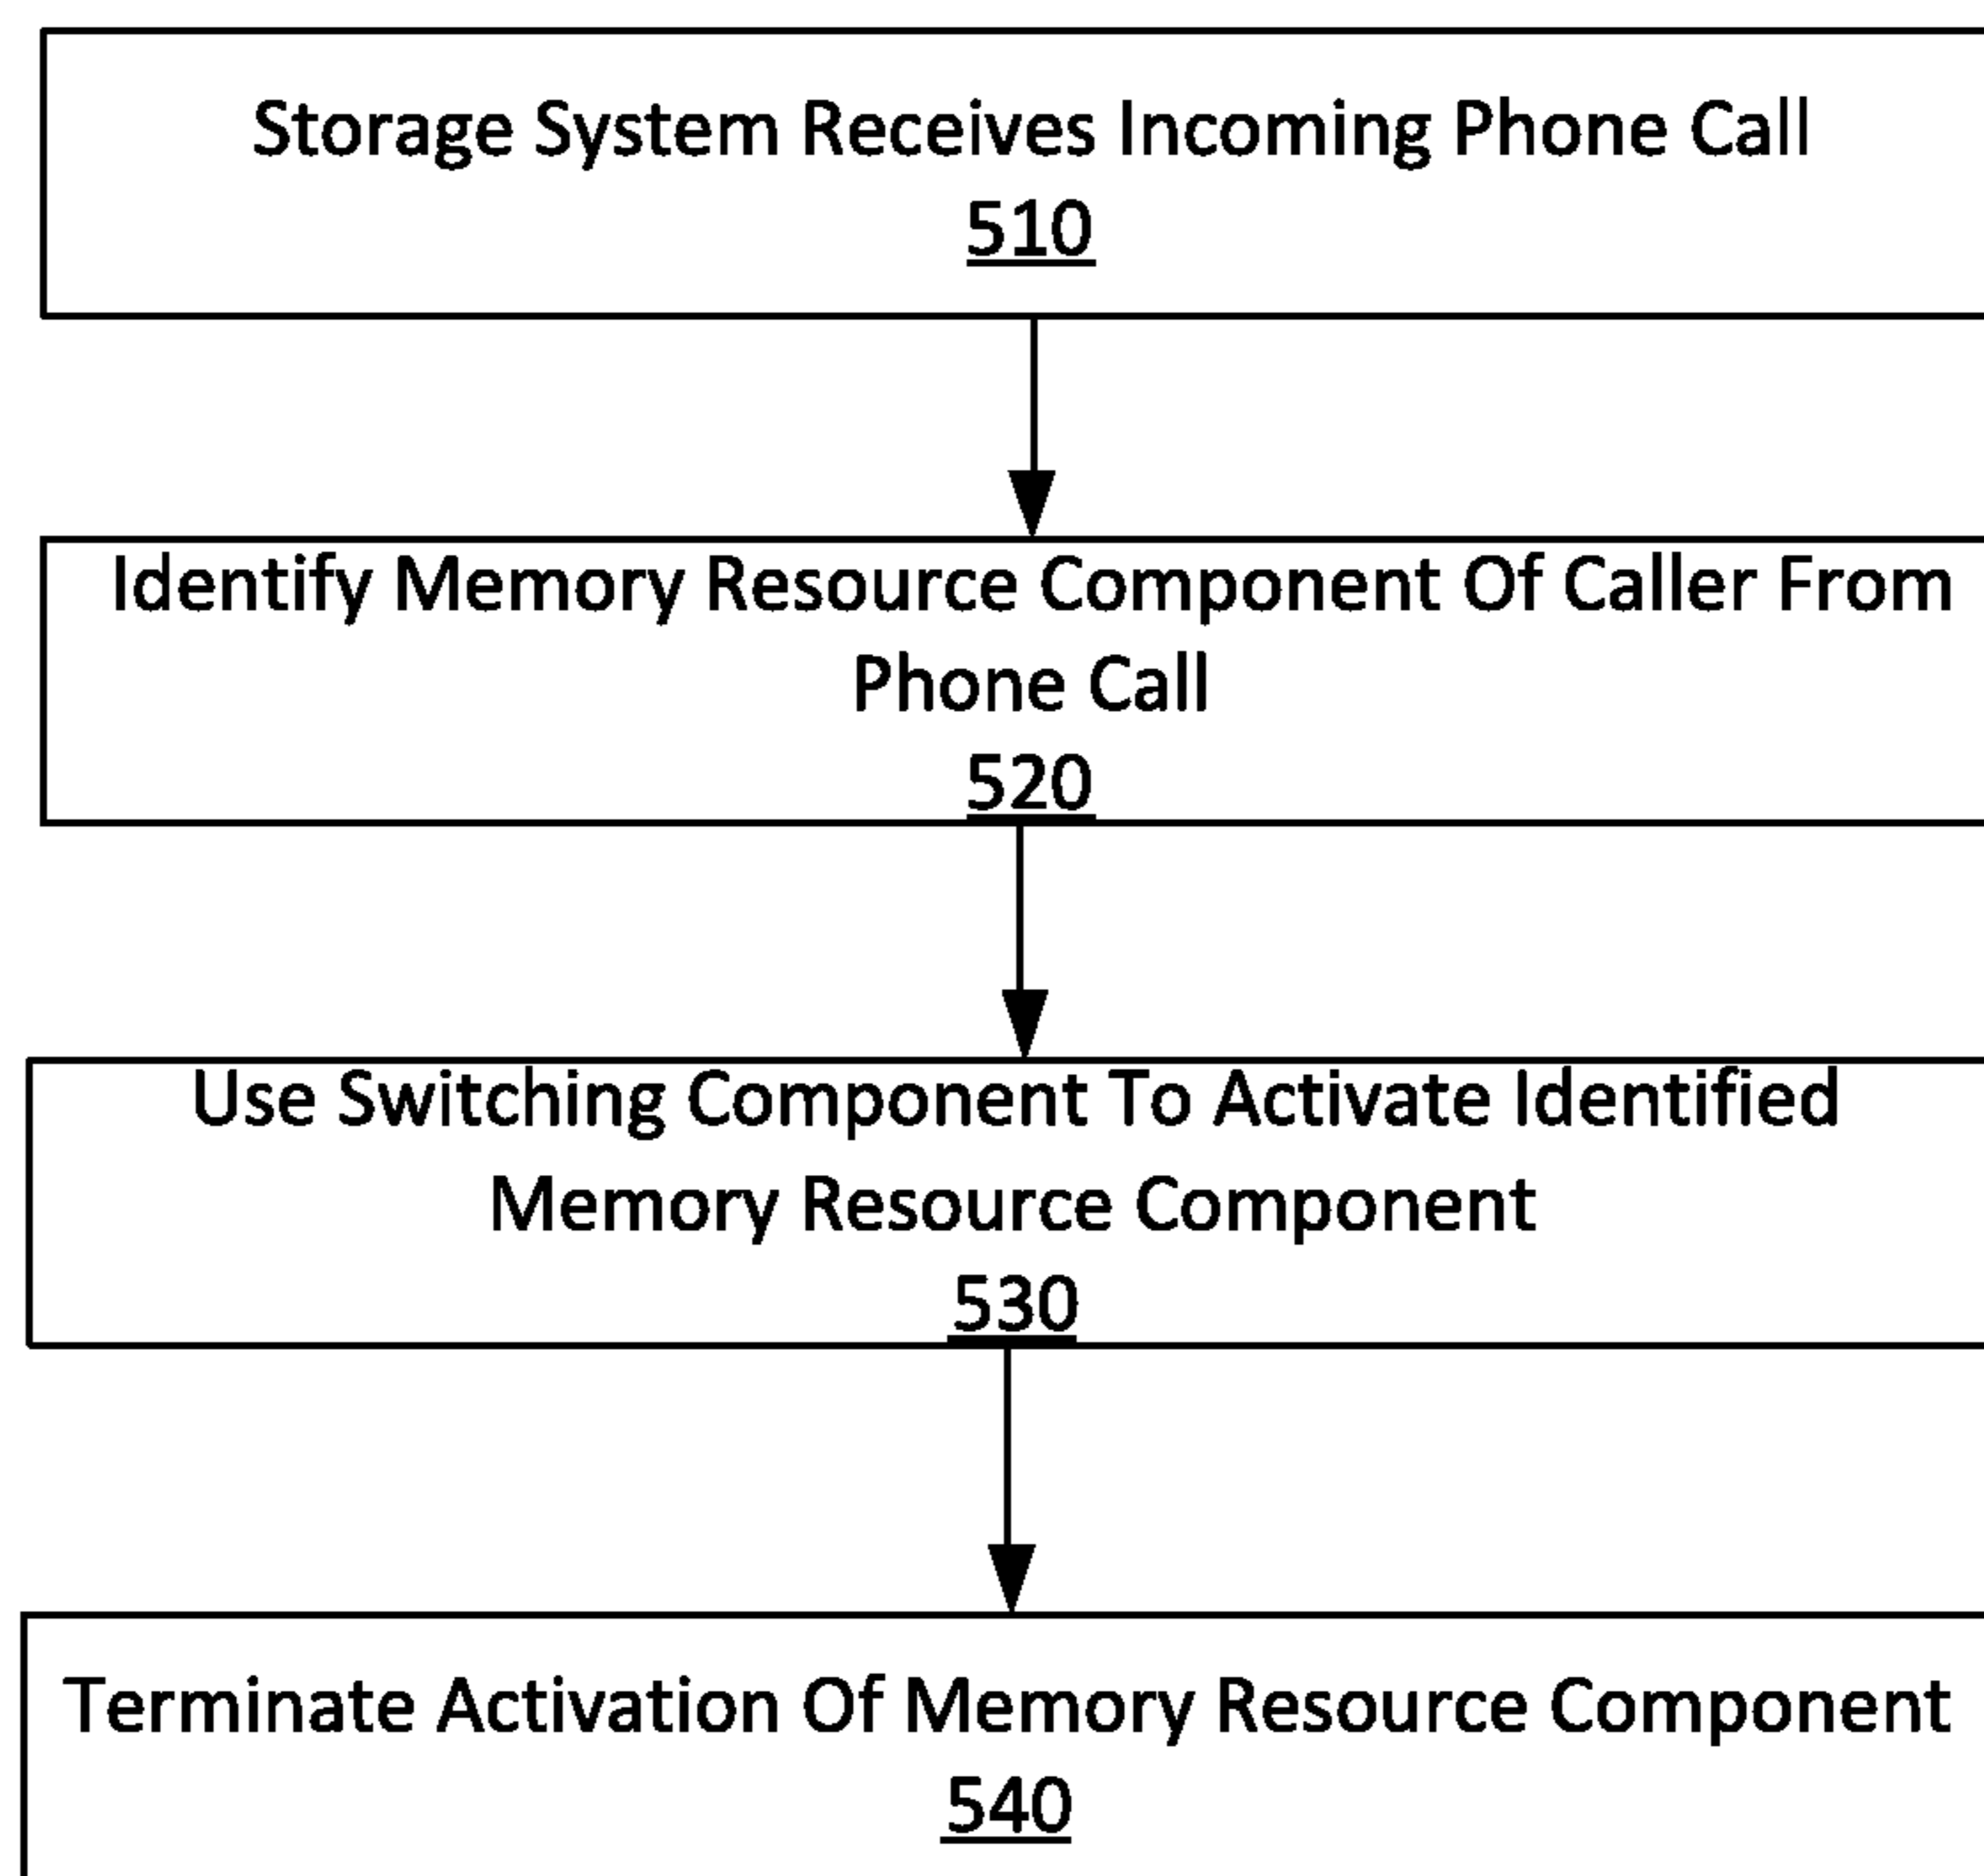 Storage System Receives Incoming Phone Call
510
Identify Memory Resource Component Of Caller From
Phone Call
520
Use Switching Component To Activate Identified
Memory Resource Component
530
Terminate Activation Of Memory Resource Component
540